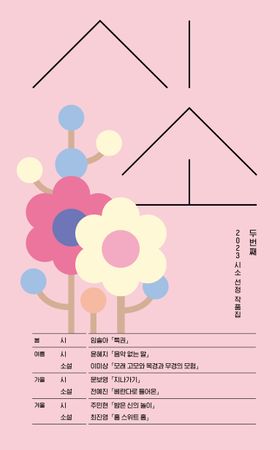 시소
두번째
2023 시소 선정 작품집
봄 시 임솔아 「특권」
여름 시 윤혜지 「음악 없는 말」
소설 이미상 「모래 고모와 목경과 무경의 모험」
가을 시 문보영 「지나가기」
소설 전예진 「베란다로 들어온」
겨울 시 주민현 「밤은 신의 놀이」
소설 최진영 「홈 스위트 홈」